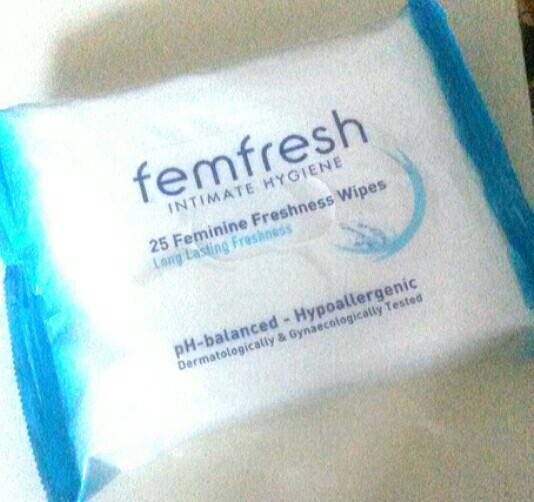 femfresh
INTIMATE HYGIENE
25 Feminine Freshness Wipes
Long Lasting Freshness
pH-balanced - Hypoallergenic
Dermatologically & Gynaecologically Tested